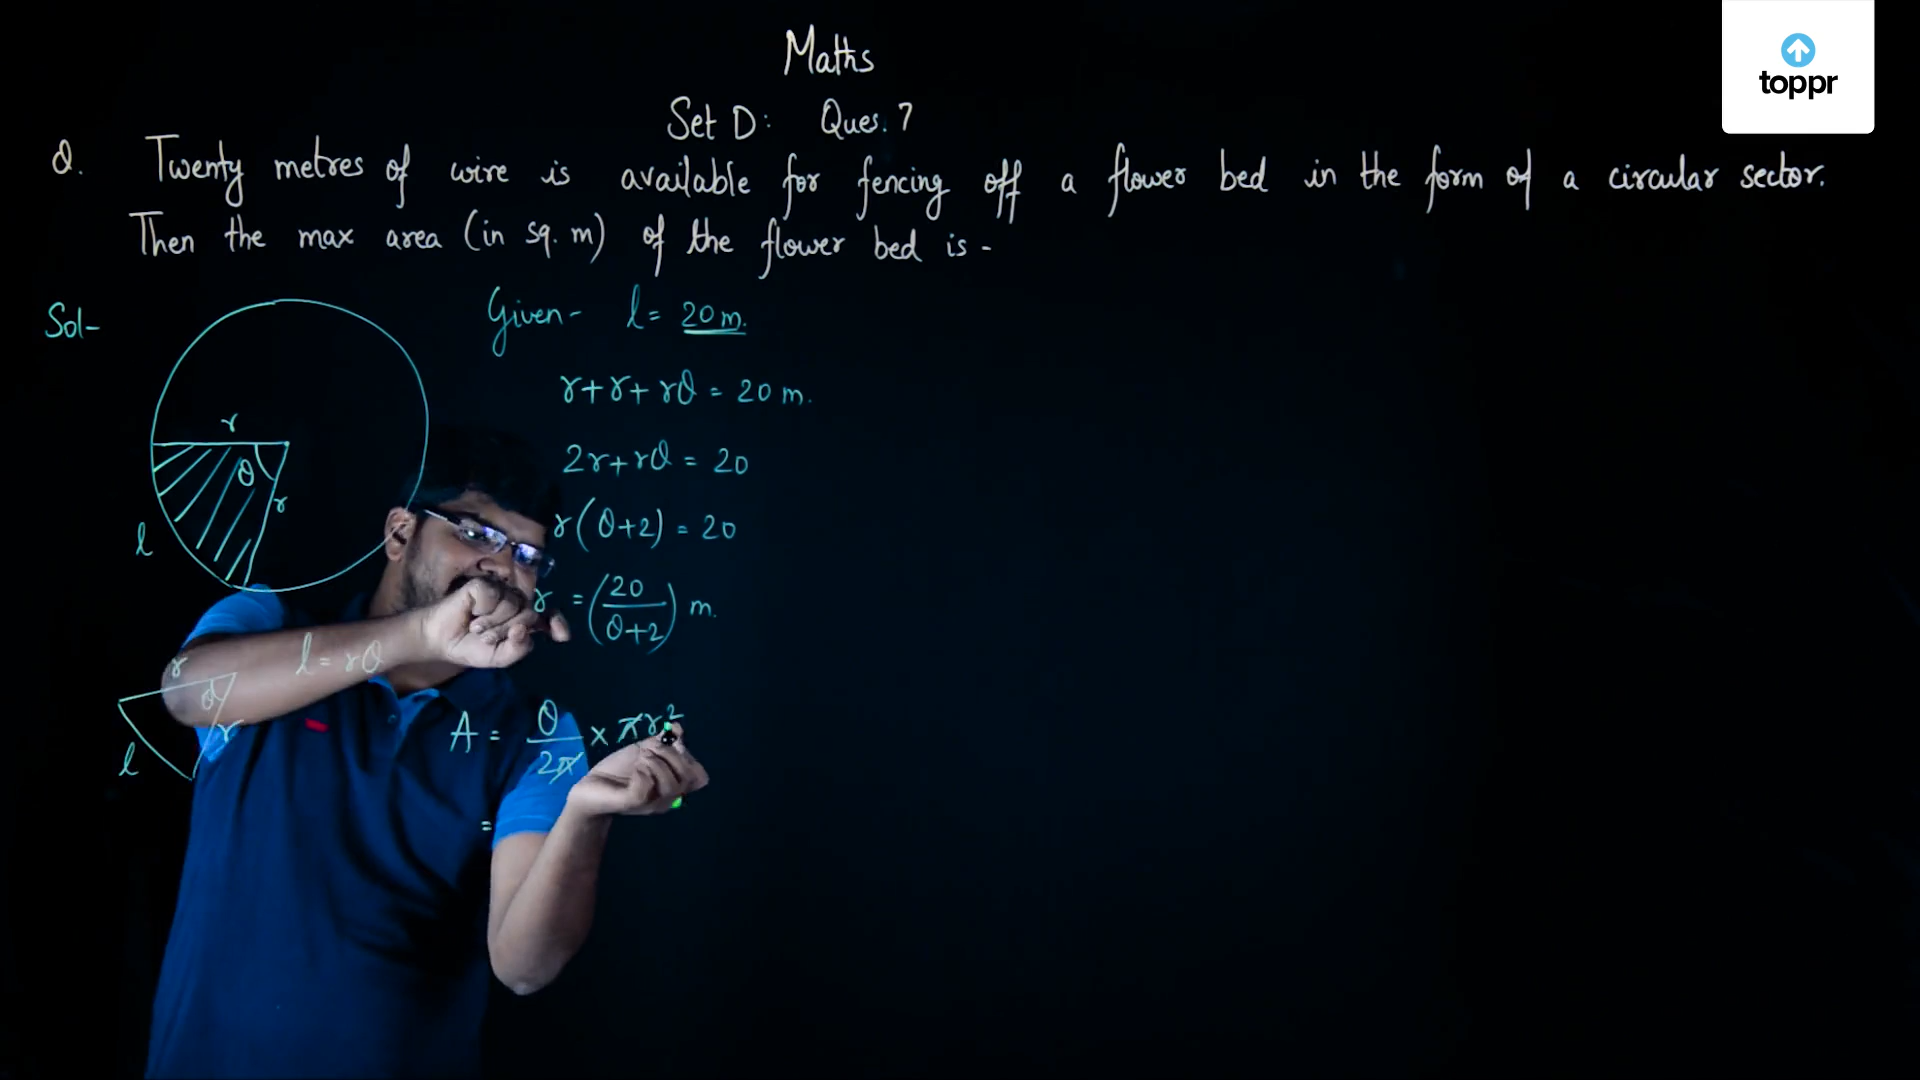 Maths
toppr
Set D: Ques. 7
Q. Twenty metres of wire is available for fencing off a flower bed in the form of a circular sector.
Then the max area (in sq. m) of the flower bed is -
Sol-
Given- l = 20 m.
r + r + rθ = 20 m.
r
θ
r
l
2r + rθ = 20
r(θ+2) = 20
r = (20/θ+2) m.
l = rθ
r
θ
r
l
A = θ/2π × πr²
=